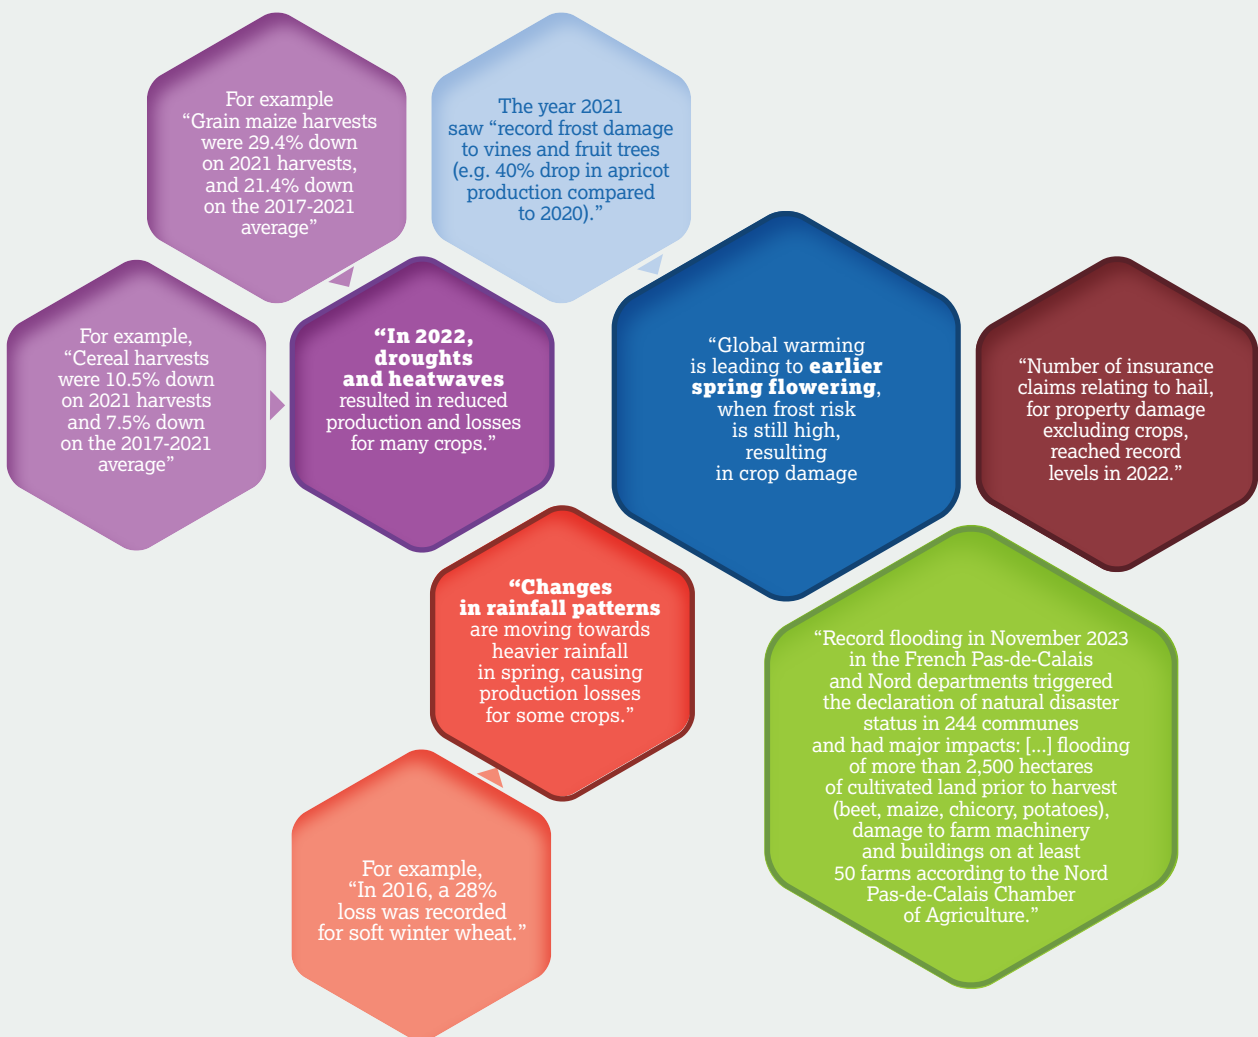 For example
“Grain maize harvests
were 29.4% down
on 2021 harvests,
and 21.4% down
on the 2017-2021
average”
The year 2021
saw “record frost damage
to vines and fruit trees
(e.g. 40% drop in apricot
production compared
to 2020).”
For example,
“Cereal harvests
were 10.5% down
on 2021 harvests
and 7.5% down
on the 2017-2021
average”
“In 2022,
droughts
and heatwaves
resulted in reduced
production and losses
for many crops.”
“Global warming
is leading to earlier
spring flowering,
when frost risk
is still high,
resulting
in crop damage
“Number of insurance
claims relating to hail,
for property damage
excluding crops,
reached record
levels in 2022.”
“Changes
in rainfall patterns
are moving towards
heavier rainfall
in spring, causing
production losses
for some crops.”
“Record flooding in November 2023
in the French Pas-de-Calais
and Nord departments triggered
the declaration of natural disaster
status in 244 communes
and had major impacts: [...] flooding
of more than 2,500 hectares
of cultivated land prior to harvest
(beet, maize, chicory, potatoes),
damage to farm machinery
and buildings on at least
50 farms according to the Nord
Pas-de-Calais Chamber
of Agriculture.”
For example,
“In 2016, a 28%
loss was recorded
for soft winter wheat.”